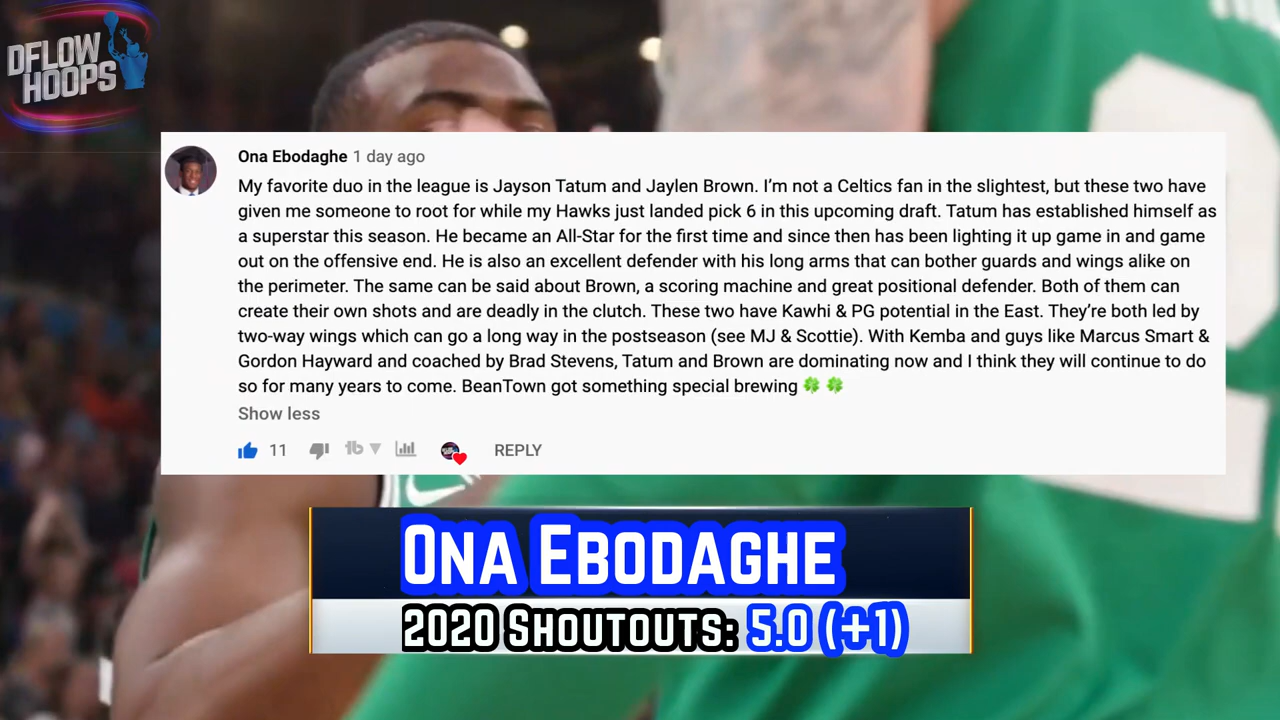 DFLOW
HOOPS
Ona Ebodaghe 1 day ago
My favorite duo in the league is Jayson Tatum and Jaylen Brown. I’m not a Celtics fan in the slightest, but these two have
given me someone to root for while my Hawks just landed pick 6 in this upcoming draft. Tatum has established himself as
a superstar this season. He became an All-Star for the first time and since then has been lighting it up game in and game
out on the offensive end. He is also an excellent defender with his long arms that can bother guards and wings alike on
the perimeter. The same can be said about Brown, a scoring machine and great positional defender. Both of them can
create their own shots and are deadly in the clutch. These two have Kawhi & PG potential in the East. They’re both led by
two-way wings which can go a long way in the postseason (see MJ & Scottie). With Kemba and guys like Marcus Smart &
Gordon Hayward and coached by Brad Stevens, Tatum and Brown are dominating now and I think they will continue to do
so for many years to come. BeanTown got something special brewing 🍀 🍀
Show less
11 REPLY
ONA EBODAGHE
2020 SHOUTOUTS: 5.0 (+1)